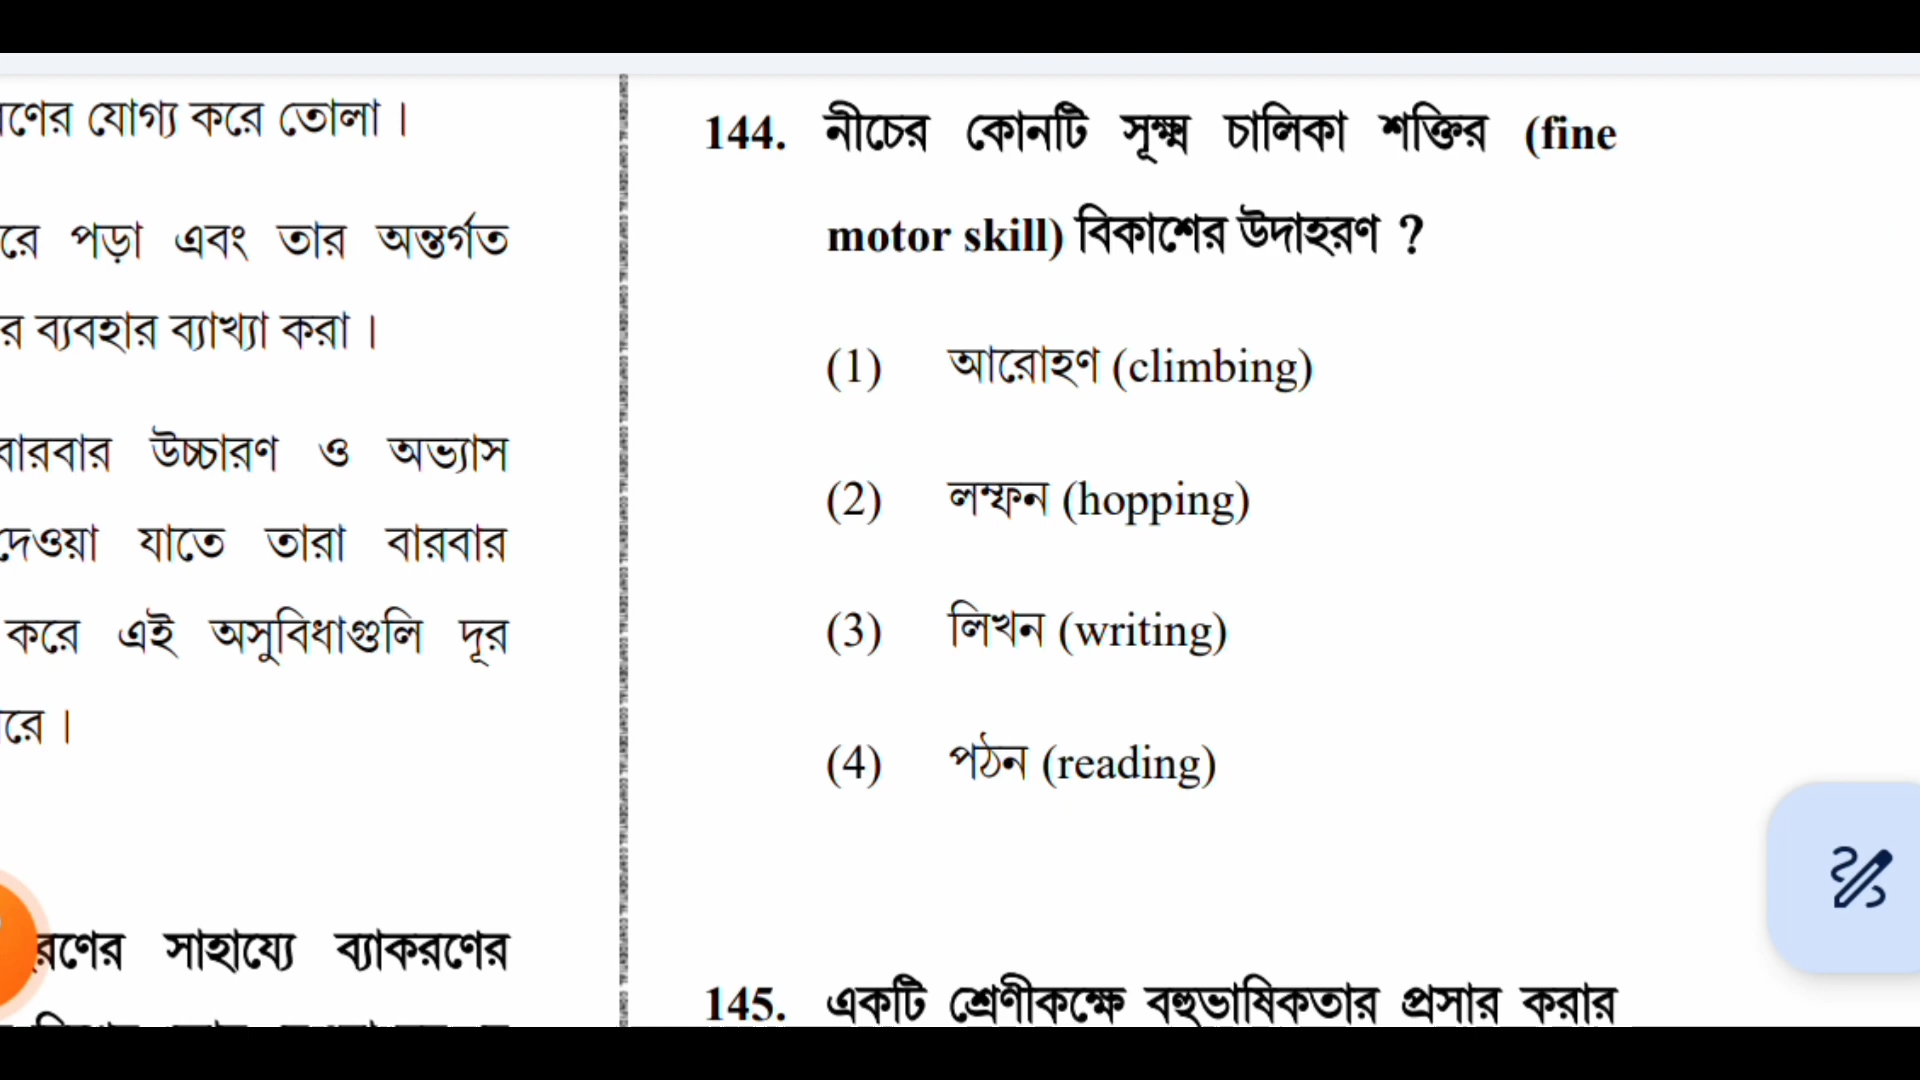 যোগ্য করে তোলা ।
পড়া এবং তার অন্তর্গত
র ব্যবহার ব্যাখ্যা করা ।
বারবার উচ্চারণ ও অভ্যাস
দেওয়া যাতে তারা বারবার
করে এই অসুবিধাগুলি দূর
সাহায্যে ব্যাকরণের
144. নীচের কোনটি সূক্ষ্ম চালিকা শক্তির (fine
motor skill) বিকাশের উদাহরণ ?
(1) আরোহণ (climbing)
(2) লম্ফন (hopping)
(3) লিখন (writing)
(4) পঠন (reading)
145. একটি শ্রেণীকক্ষে বহুভাষিকতার প্রসার করার